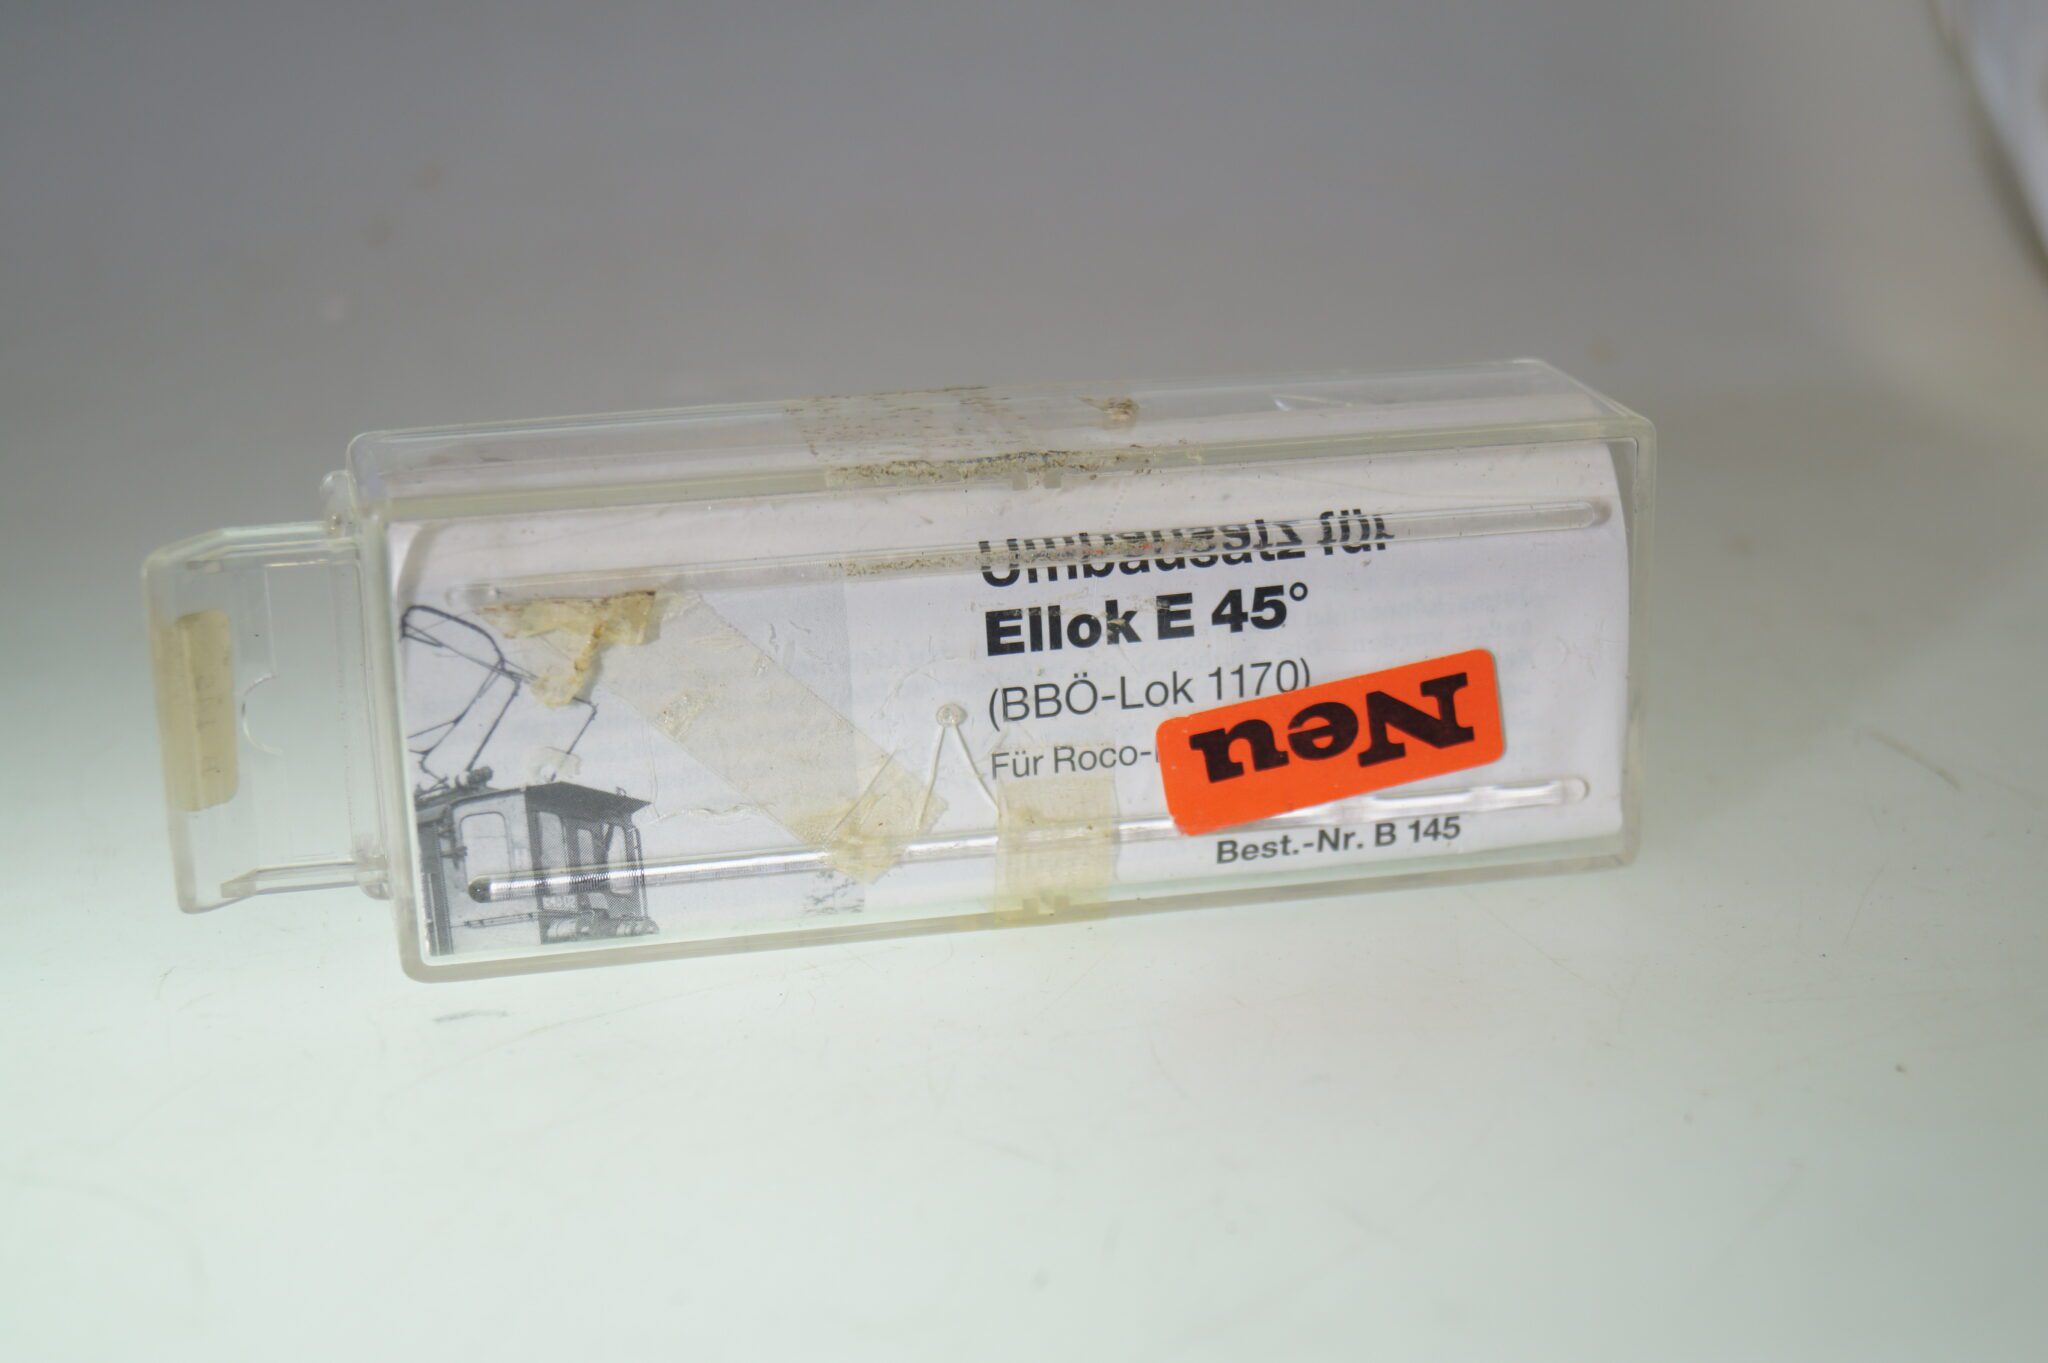 Umbausatz für
Ellok E 45°
(BBÖ-Lok 1170)
Für Roco-
Neu
Best.-Nr. B 145